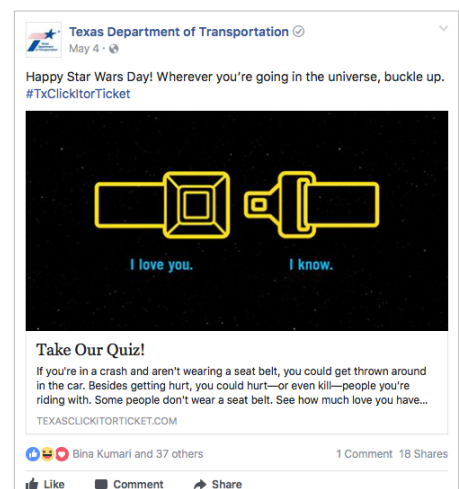 Texas Department of Transportation
May 4 ·
Happy Star Wars Day! Wherever you're going in the universe, buckle up.
#TxClickItorTicket
I love you.
I know.
Take Our Quiz!
If you're in a crash and aren't wearing a seat belt, you could get thrown around
in the car. Besides getting hurt, you could hurt—or even kill—people you're
riding with. Some people don't wear a seat belt. See how much love you have...
TEXASCLICKITORTICKET.COM
Bina Kumari and 37 others
1 Comment 18 Shares
Like Comment Share